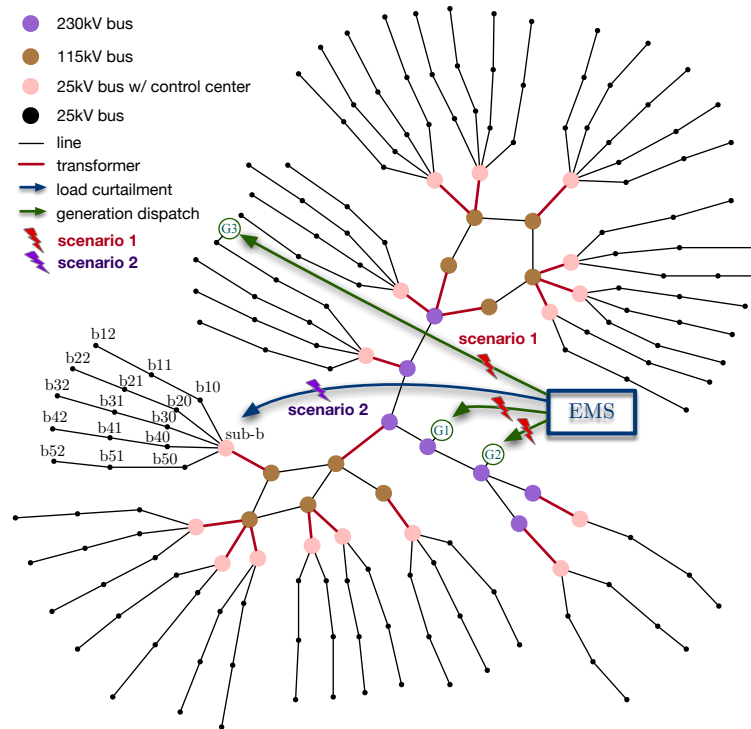 230kV bus
115kV bus
25kV bus w/ control center
25kV bus
line
transformer
load curtailment
generation dispatch
scenario 1
scenario 2
G3
scenario 1
b12
b11
b22
b21
b10
b32
b31
b20
b42
b41
b30
b52
b51
b40
b50
sub-b
scenario 2
EMS
G1
G2